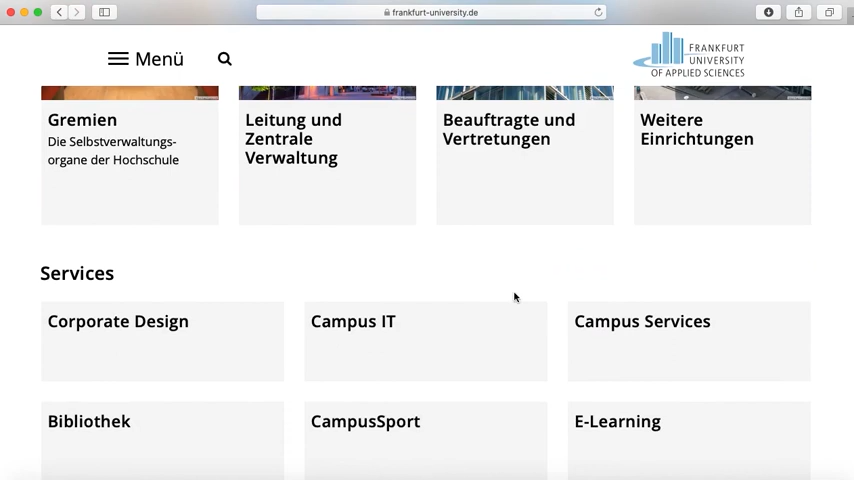 frankfurt-university.de
Menü
FRANKFURT
UNIVERSITY
OF APPLIED SCIENCES
Gremien
Die Selbstverwaltungs-
organe der Hochschule
Leitung und
Zentrale
Verwaltung
Beauftragte und
Vertretungen
Weitere
Einrichtungen
Services
Corporate Design
Campus IT
Campus Services
Bibliothek
CampusSport
E-Learning